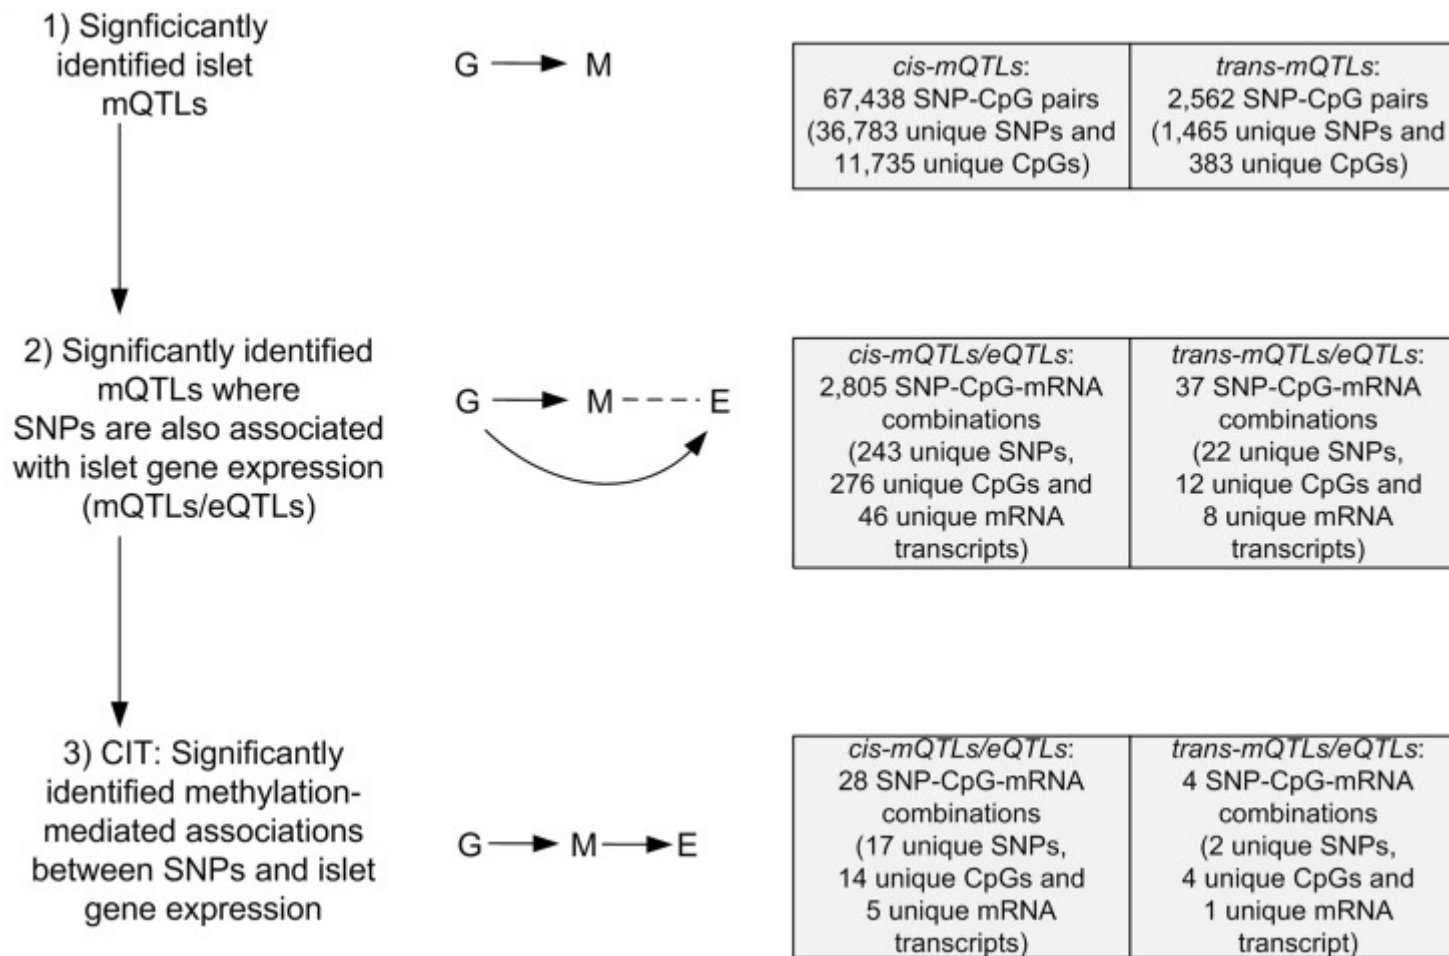 1) Signficicantly
identified islet
mQTLs
G M
cis-mQTLs:
67,438 SNP-CpG pairs
(36,783 unique SNPs and
11,735 unique CpGs)
trans-mQTLs:
2,562 SNP-CpG pairs
(1,465 unique SNPs and
383 unique CpGs)
2) Significantly identified
mQTLs where
SNPs are also associated
with islet gene expression
(mQTLs/eQTLs)
G M E
cis-mQTLs/eQTLs:
2,805 SNP-CpG-mRNA
combinations
(243 unique SNPs,
276 unique CpGs and
46 unique mRNA
transcripts)
trans-mQTLs/eQTLs:
37 SNP-CpG-mRNA
combinations
(22 unique SNPs,
12 unique CpGs and
8 unique mRNA
transcripts)
3) CIT: Significantly
identified methylation-
mediated associations
between SNPs and islet
gene expression
G M E
cis-mQTLs/eQTLs:
28 SNP-CpG-mRNA
combinations
(17 unique SNPs,
14 unique CpGs and
5 unique mRNA
transcripts)
trans-mQTLs/eQTLs:
4 SNP-CpG-mRNA
combinations
(2 unique SNPs,
4 unique CpGs and
1 unique mRNA
transcript)